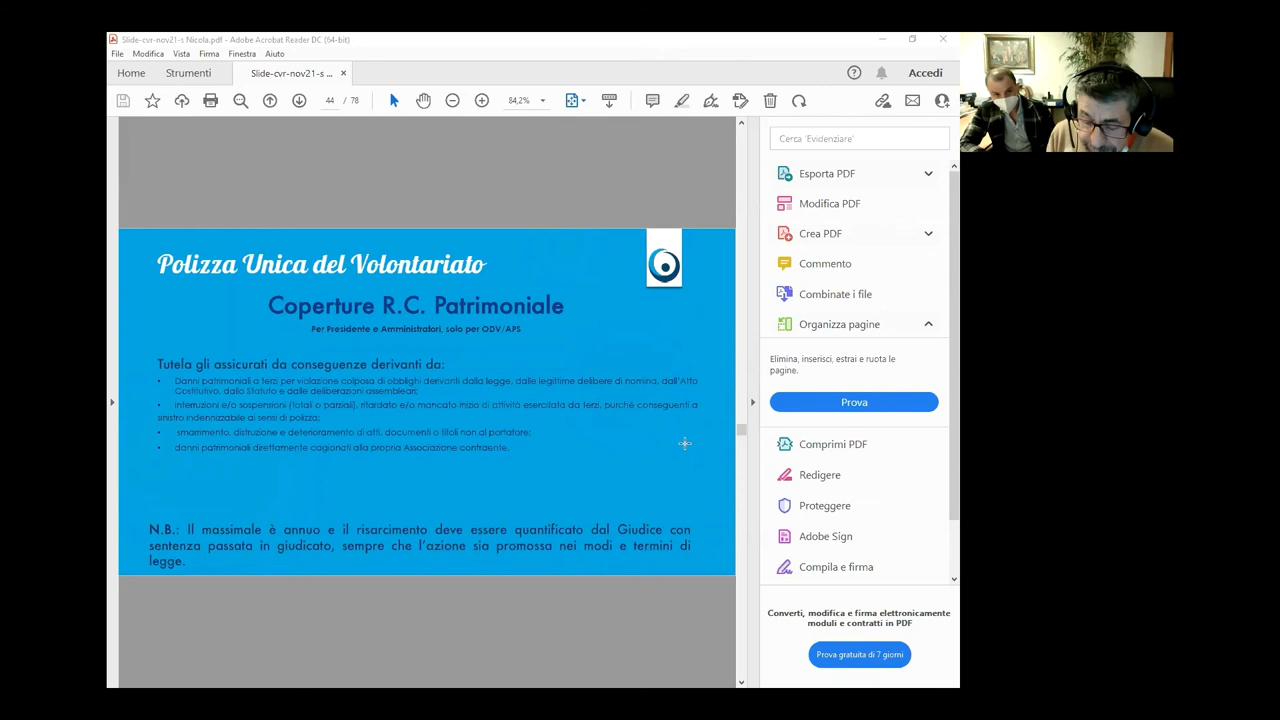 Slide-cvr-nov21-s Nicola.pdf - Adobe Acrobat Reader DC (64-bit)
File Modifica Vista Firma Finestra Aiuto
Home Strumenti Slide-cvr-nov21-s ... × Accedi
44 / 78 84,2%
Cerca 'Evidenziare'
Esporta PDF
Modifica PDF
Crea PDF
Commento
Combinate i file
Organizza pagine
Elimina, inserisci, estrai e ruota le
pagine.
Prova
Comprimi PDF
Redigere
Proteggere
Adobe Sign
Compila e firma
Converti, modifica e firma elettronicamente
moduli e contratti in PDF
Prova gratuita di 7 giorni
Polizza Unica del Volontariato
Coperture R.C. Patrimoniale
Per Presidente e Amministratori, solo per ODV/APS
Tutela gli assicurati da conseguenze derivanti da:
• Danni patrimoniali a terzi per violazione colposa di obblighi derivanti dalla legge, dalle legittime delibere di nomina, dall'Atto
Costitutivo, dallo Statuto e dalle deliberazioni assembleari;
• interruzioni e/o sospensioni (totali o parziali), ritardato e/o mancato inizio di attività esercitata da terzi, purché conseguenti a
sinistro indennizzabile ai sensi di polizza;
• smarrimento, distruzione e deterioramento di atti, documenti o titoli non al portatore;
• danni patrimoniali direttamente cagionati alla propria Associazione contraente.
N.B.: Il massimale è annuo e il risarcimento deve essere quantificato dal Giudice con
sentenza passata in giudicato, sempre che l'azione sia promossa nei modi e termini di
legge.